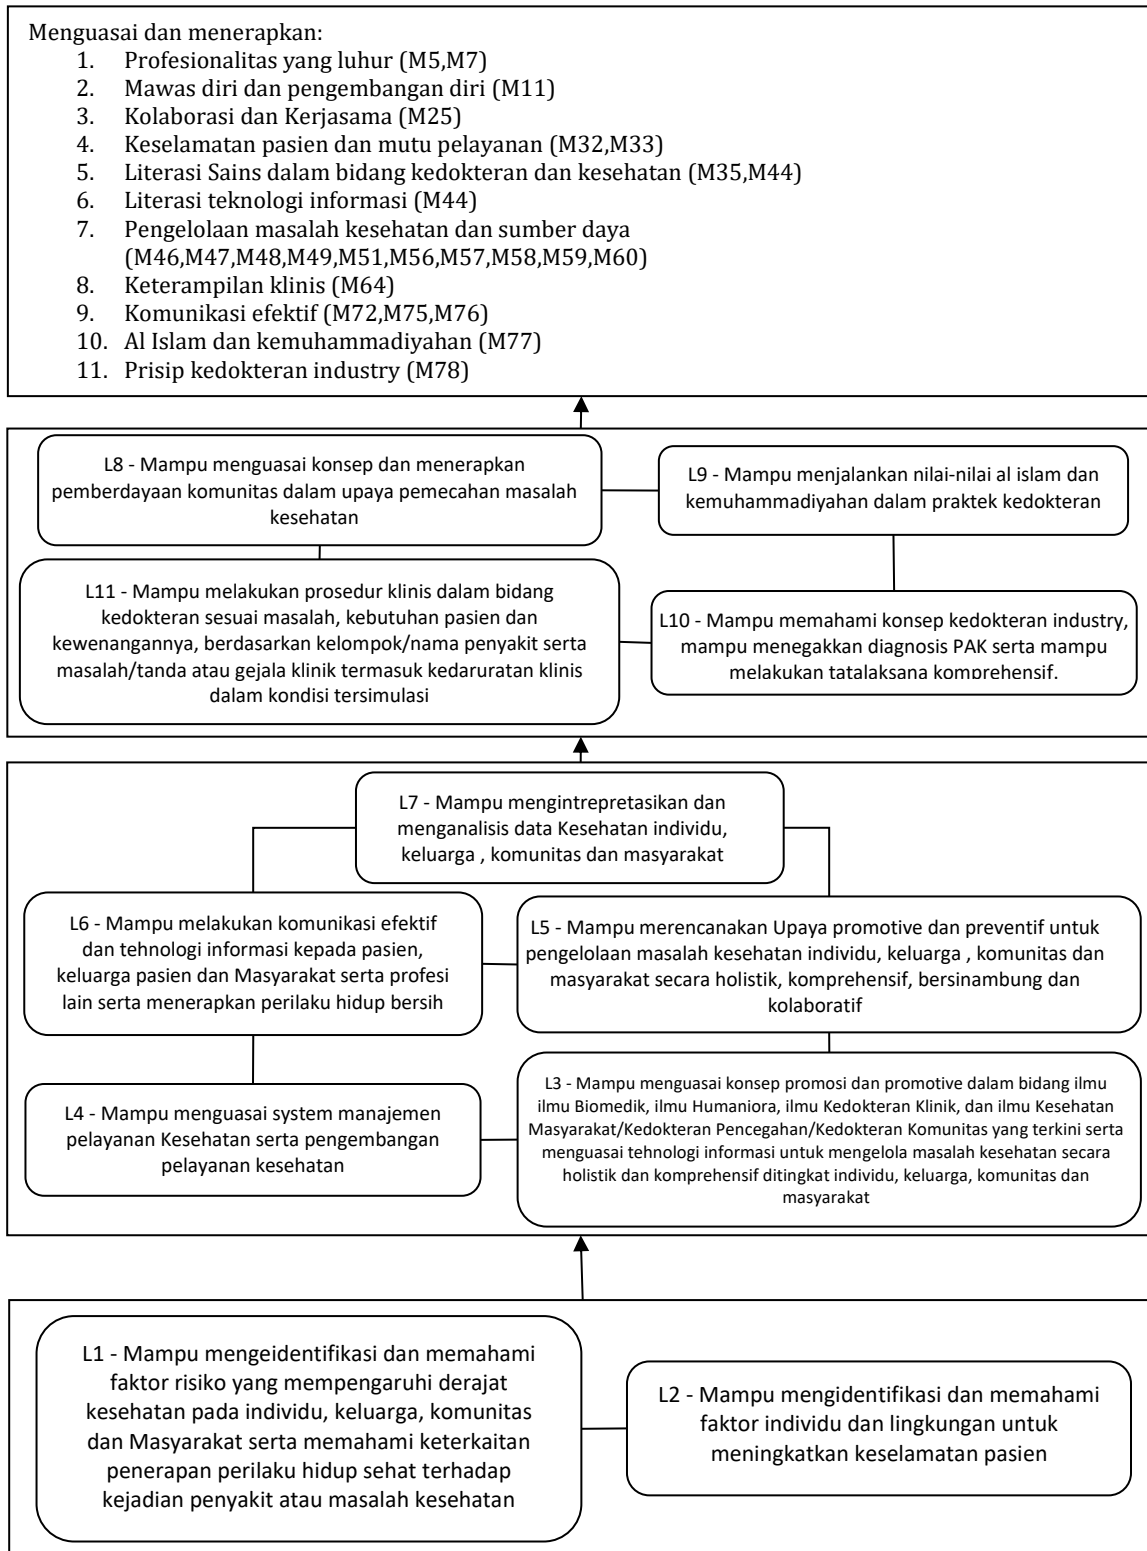 Menguasai dan menerapkan:
1. Profesionalitas yang luhur (M5,M7)
2. Mawas diri dan pengembangan diri (M11)
3. Kolaborasi dan Kerjasama (M25)
4. Keselamatan pasien dan mutu pelayanan (M32,M33)
5. Literasi Sains dalam bidang kedokteran dan kesehatan (M35,M44)
6. Literasi teknologi informasi (M44)
7. Pengelolaan masalah kesehatan dan sumber daya
(M46,M47,M48,M49,M51,M56,M57,M58,M59,M60)
8. Keterampilan klinis (M64)
9. Komunikasi efektif (M72,M75,M76)
10. Al Islam dan kemuhammadiyahan (M77)
11. Prisip kedokteran industry (M78)
L8 - Mampu menguasai konsep dan menerapkan
pemberdayaan komunitas dalam upaya pemecahan masalah
kesehatan
L9 - Mampu menjalankan nilai-nilai al islam dan
kemuhammadiyahan dalam praktek kedokteran
L11 - Mampu melakukan prosedur klinis dalam bidang
kedokteran sesuai masalah, kebutuhan pasien dan
kewenangannya, berdasarkan kelompok/nama penyakit serta
masalah/tanda atau gejala klinik termasuk kedaruratan klinis
dalam kondisi tersimulasi
L10 - Mampu memahami konsep kedokteran industry,
mampu menegakkan diagnosis PAK serta mampu
melakukan tatalaksana komprehensif.
L7 - Mampu mengintrepretasikan dan
menganalisis data Kesehatan individu,
keluarga , komunitas dan masyarakat
L6 - Mampu melakukan komunikasi efektif
dan tehnologi informasi kepada pasien,
keluarga pasien dan Masyarakat serta profesi
lain serta menerapkan perilaku hidup bersih
L5 - Mampu merencanakan Upaya promotive dan preventif untuk
pengelolaan masalah kesehatan individu, keluarga , komunitas dan
masyarakat secara holistik, komprehensif, bersinambung dan
kolaboratif
L4 - Mampu menguasai system manajemen
pelayanan Kesehatan serta pengembangan
pelayanan kesehatan
L3 - Mampu menguasai konsep promosi dan promotive dalam bidang ilmu
ilmu Biomedik, ilmu Humaniora, ilmu Kedokteran Klinik, dan ilmu Kesehatan
Masyarakat/Kedokteran Pencegahan/Kedokteran Komunitas yang terkini serta
menguasai tehnologi informasi untuk mengelola masalah kesehatan secara
holistik dan komprehensif ditingkat individu, keluarga, komunitas dan
masyarakat
L1 - Mampu mengeidentifikasi dan memahami
faktor risiko yang mempengaruhi derajat
kesehatan pada individu, keluarga, komunitas
dan Masyarakat serta memahami keterkaitan
penerapan perilaku hidup sehat terhadap
kejadian penyakit atau masalah kesehatan
L2 - Mampu mengidentifikasi dan memahami
faktor individu dan lingkungan untuk
meningkatkan keselamatan pasien